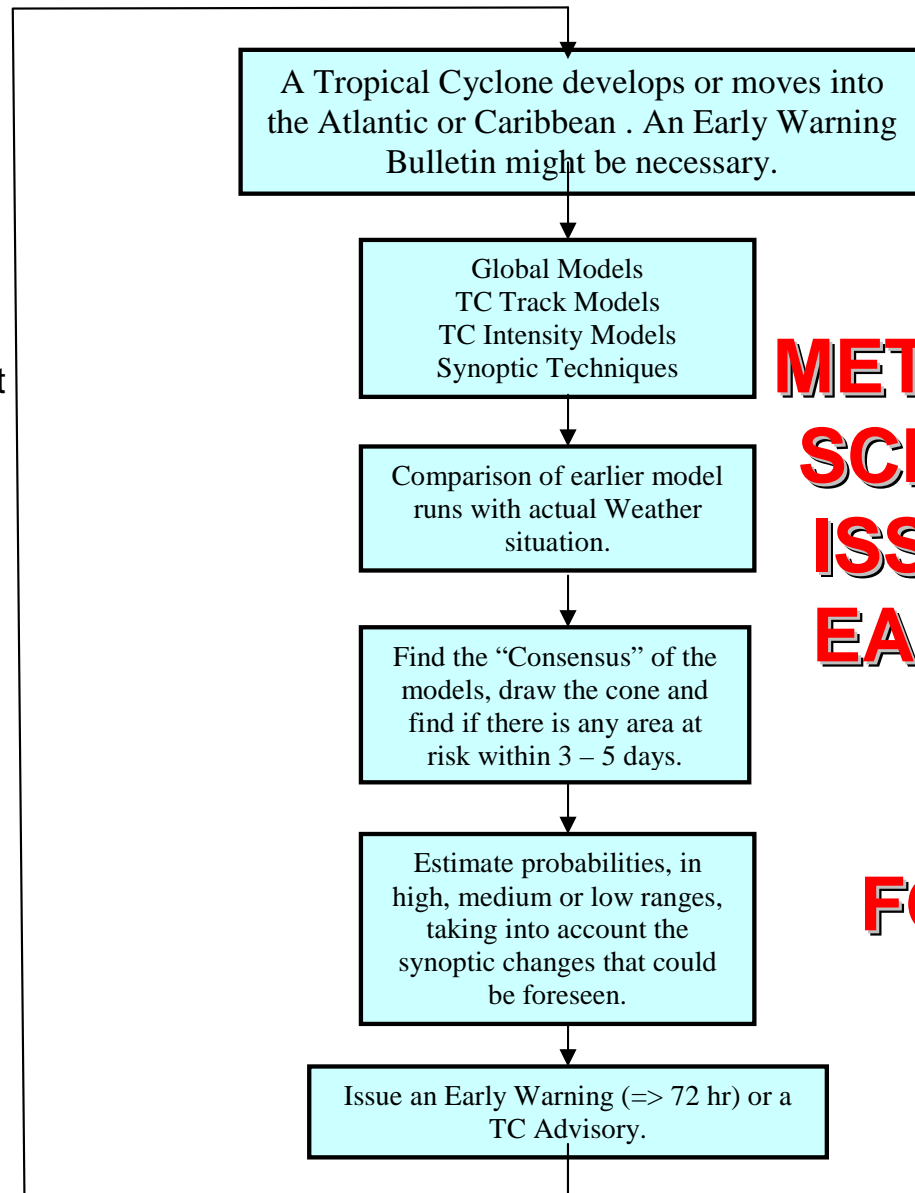 A Tropical Cyclone develops or moves into
the Atlantic or Caribbean . An Early Warning
Bulletin might be necessary.
Global Models
TC Track Models
TC Intensity Models
Synoptic Techniques
t
MET
SC
ISS
EA
Comparison of earlier model
runs with actual Weather
situation.
Find the “Consensus” of the
models, draw the cone and
find if there is any area at
risk within 3 – 5 days.
Estimate probabilities, in
high, medium or low ranges,
taking into account the
synoptic changes that could
be foreseen.
F
Issue an Early Warning (=> 72 hr) or a
TC Advisory.